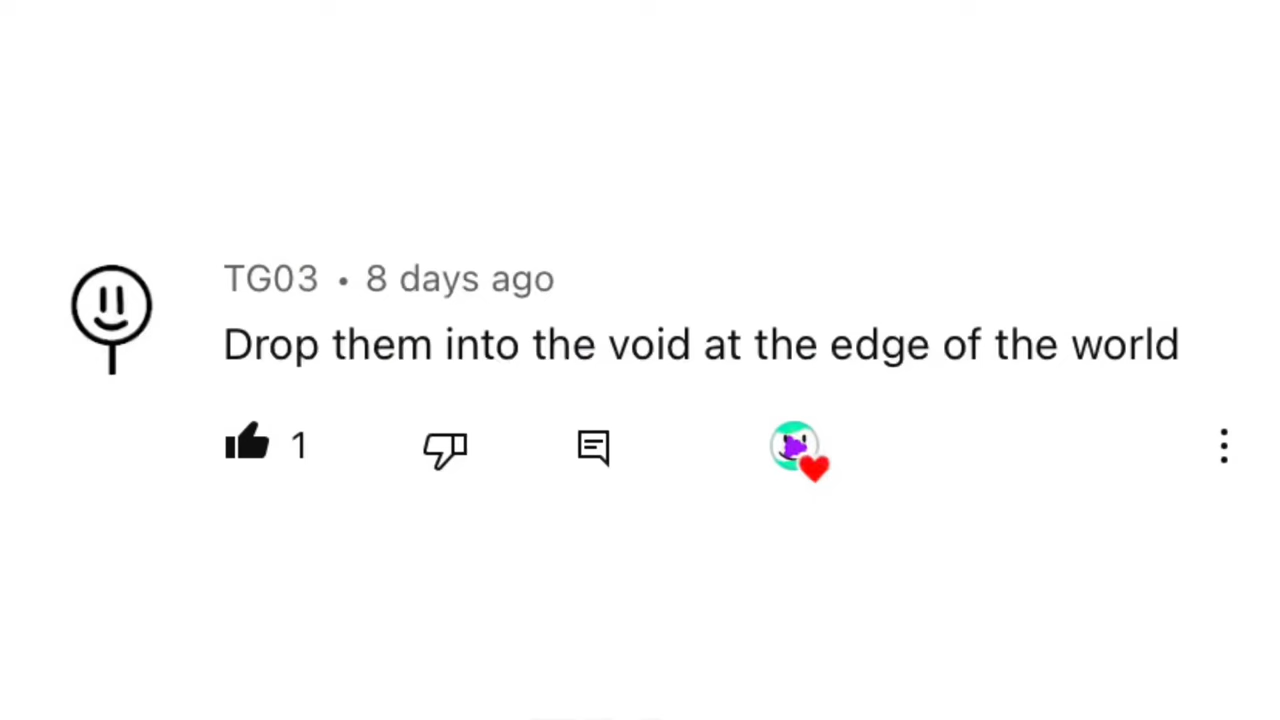 TG03 • 8 days ago
Drop them into the void at the edge of the world
1